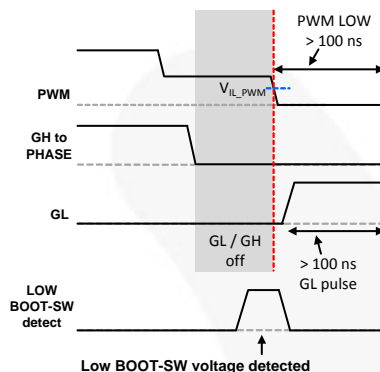 PWM LOW
> 100 ns
V_IL_PWM
PWM
GH to
PHASE
GL
GL / GH
off
> 100 ns
GL pulse
LOW
BOOT-SW
detect
Low BOOT-SW voltage detected